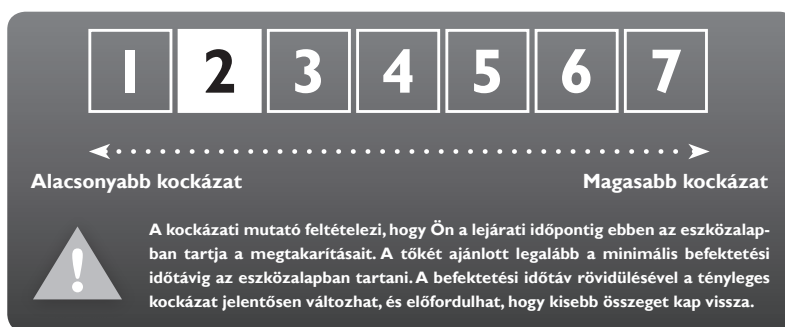 1 2 3 4 5 6 7
Alacsonyabb kockázat Magasabb kockázat
A kockázati mutató feltételezi, hogy Ön a lejárati időpontig ebben az eszközalap-
ban tartja a megtakarításait. A tőkét ajánlott legalább a minimális befektetési
időtávig az eszközalapban tartani. A befektetési időtáv rövidülésével a tényleges
kockázat jelentősen változhat, és előfordulhat, hogy kisebb összeget kap vissza.